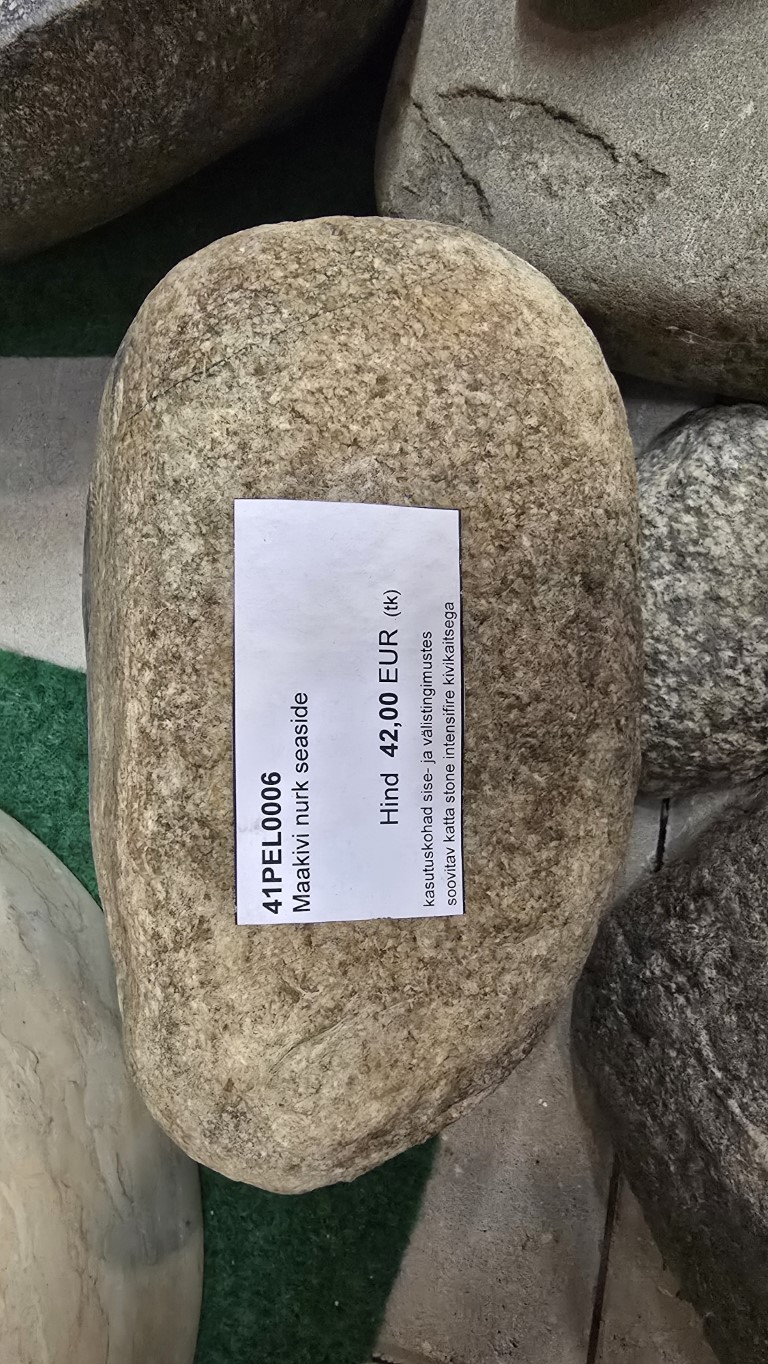 41PEL0006
Maakivi nurk seaside
Hind 42,00 EUR (tk)
kasutuskohad sise- ja välistingimustes
soovitav katta stone intensifire kivikaitsega